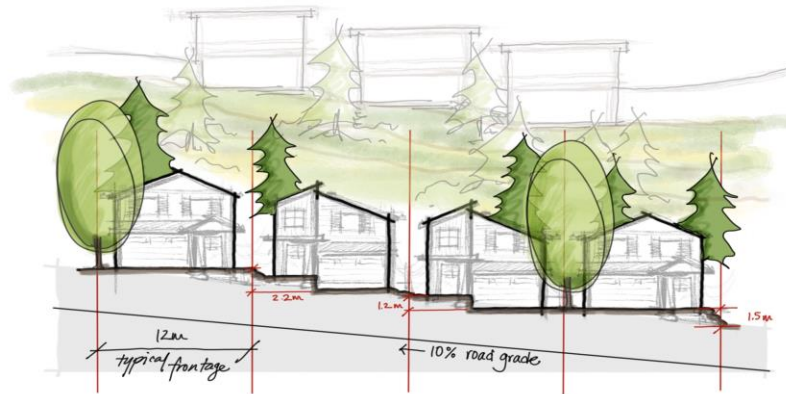 2.2m
1.2m
1.5m
12m
typical frontage
← 10% road grade